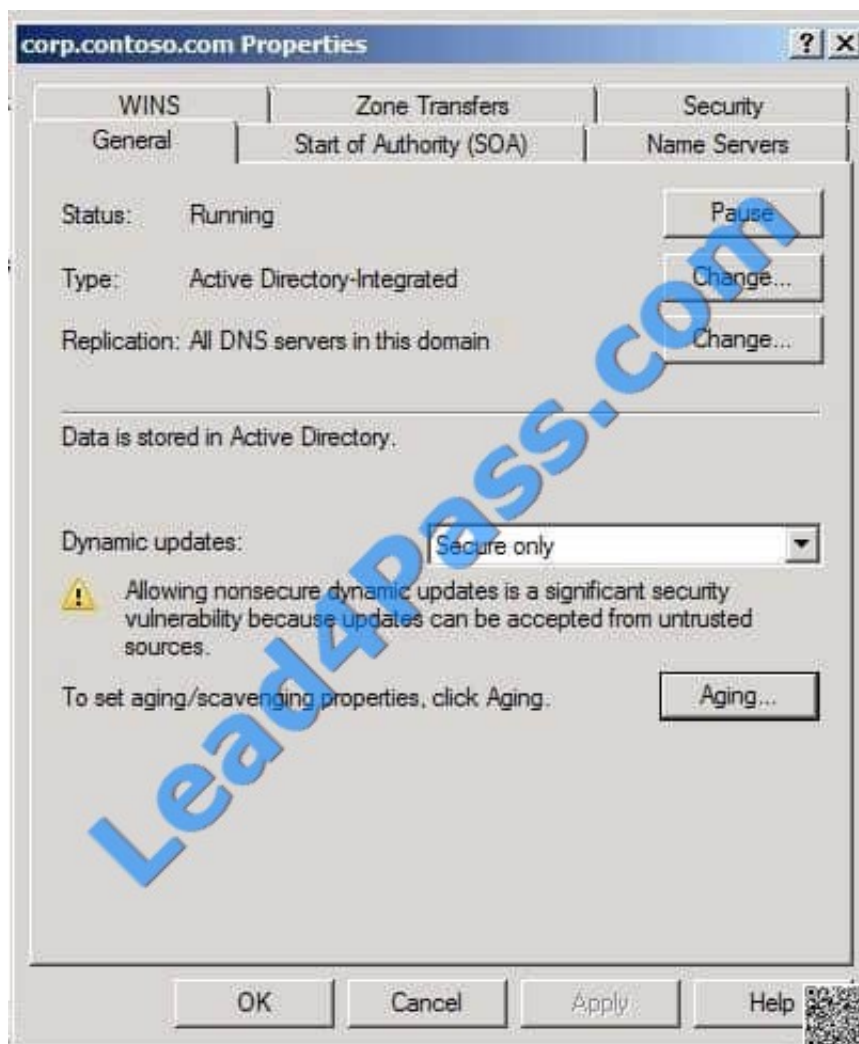 corp.contoso.com Properties
WINS Zone Transfers Security
General Start of Authority (SOA) Name Servers
Status: Running Pause
Type: Active Directory-Integrated Change...
Replication: All DNS servers in this domain Change...
Data is stored in Active Directory.
Dynamic updates: Secure only
Allowing nonsecure dynamic updates is a significant security
vulnerability because updates can be accepted from untrusted
sources.
To set aging/scavenging properties, click Aging. Aging...
OK Cancel Apply Help
Lead4Pass.com